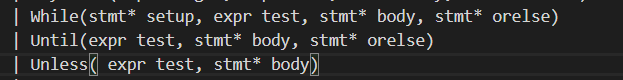 | While(stmt* setup, expr test, stmt* body, stmt* orelse)
| Until(expr test, stmt* body, stmt* orelse)
| Unless( expr test, stmt* body)